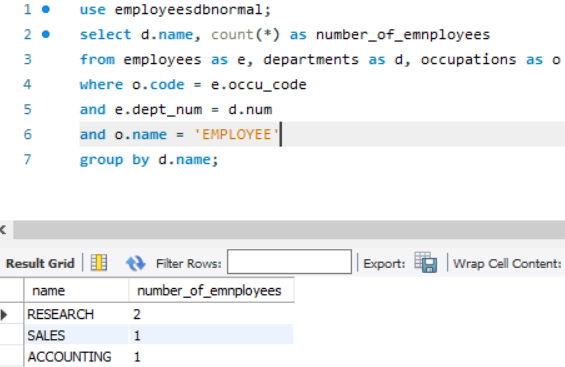 1 use employeesdbnormal;
2 select d.name, count(*) as number_of_emnployees
3 from employees as e, departments as d, occupations as o
4 where o.code = e.occu_code
5 and e.dept_num = d.num
6 and o.name = 'EMPLOYEE'
7 group by d.name;
Result Grid Filter Rows: Export: Wrap Cell Content:
name number_of_emnployees
RESEARCH 2
SALES 1
ACCOUNTING 1